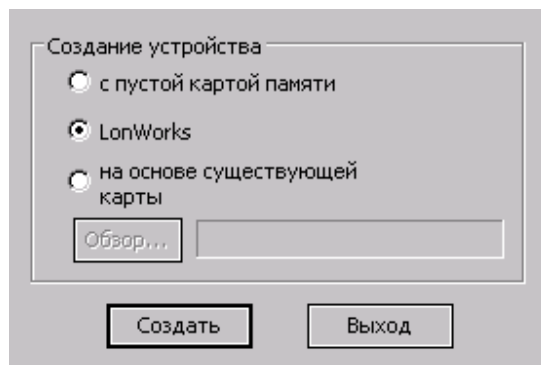 Создание устройства
с пустой картой памяти
LonWorks
на основе существующей
карты
Обзор...
Создать
Выход